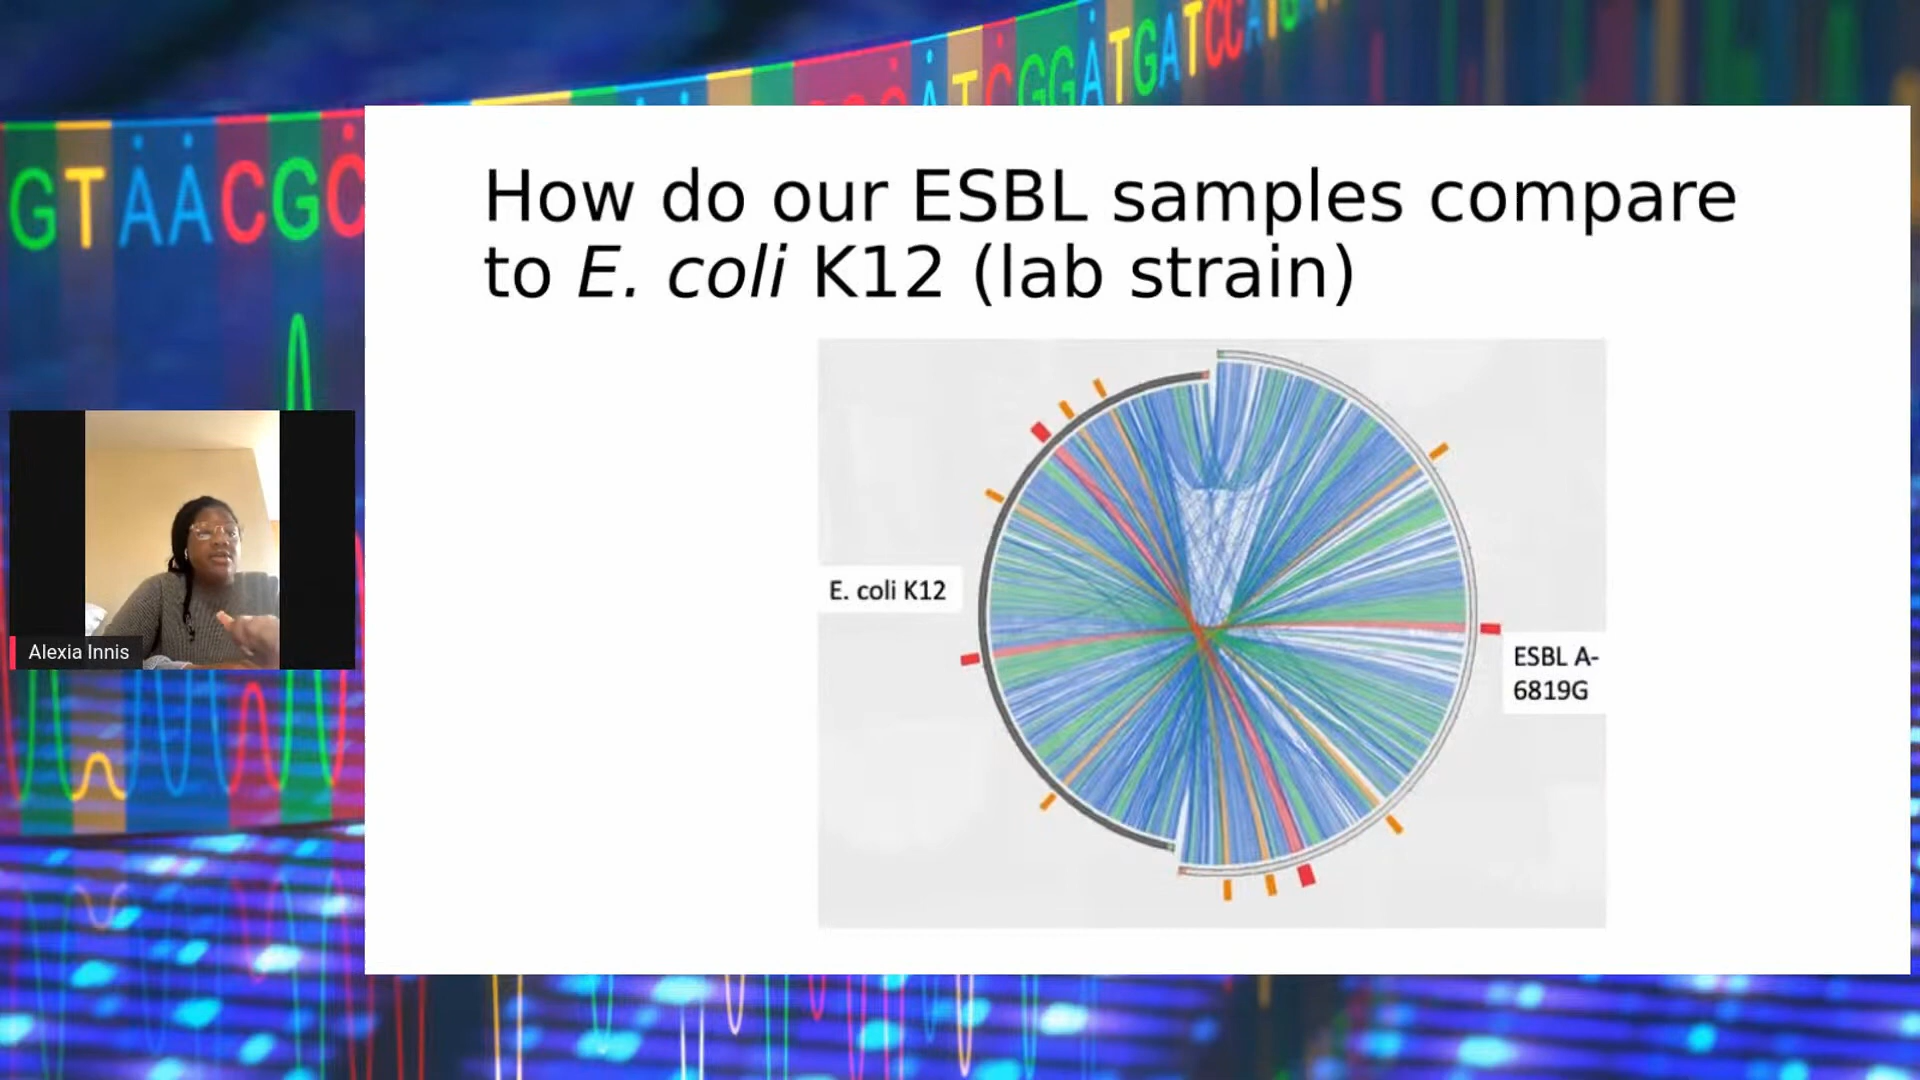 A T C G G A T G A T C C A T G
G T A A C G C
How do our ESBL samples compare
to E. coli K12 (lab strain)
E. coli K12
ESBL A-
6819G
Alexia Innis